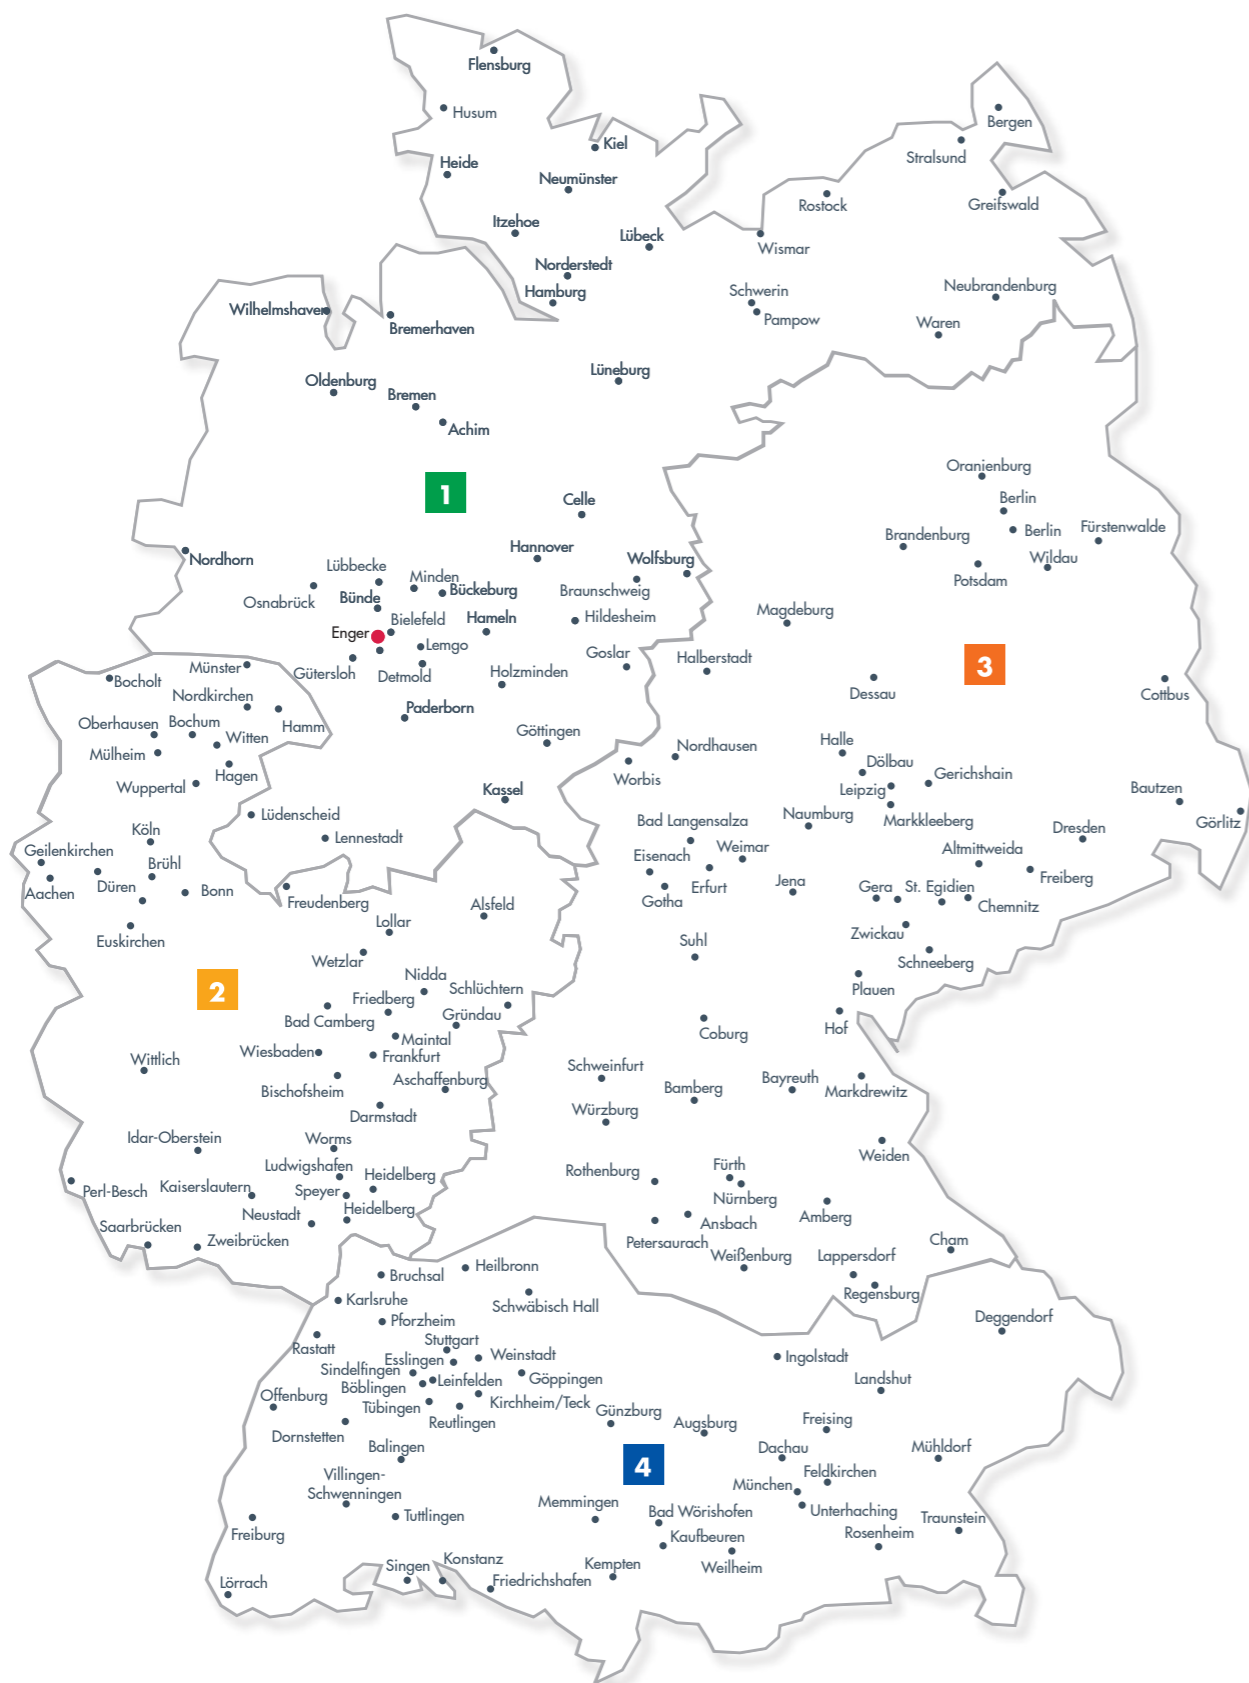 Flensburg
Husum
Kiel
Heide
Neumünster
Itzehoe
Lübeck
Norderstedt
Hamburg
Bergen
Stralsund
Rostock
Greifswald
Wismar
Schwerin
Pampow
Neubrandenburg
Waren
Wilhelmshaven
Bremerhaven
Oldenburg
Bremen
Achim
Lüneburg
1
Celle
Nordhorn
Hannover
Wolfsburg
Lübbecke
Minden
Osnabrück
Bünde
Bückeburg
Braunschweig
Enger
Bielefeld
Hameln
Hildesheim
Lemgo
Gütersloh
Detmold
Holzminden
Goslar
Paderborn
Göttingen
Kassel
Oranienburg
Berlin
Berlin
Fürstenwalde
Brandenburg
Wildau
Potsdam
Magdeburg
Halberstadt
3
Dessau
Cottbus
Nordhausen
Worbis
Halle
Dölbau
Gerichshain
Leipzig
Bautzen
Görlitz
Naumburg
Markkleeberg
Dresden
Bad Langensalza
Weimar
Altmittweida
Eisenach
Erfurt
Jena
Gera
St. Egidien
Freiberg
Gotha
Chemnitz
Zwickau
Suhl
Schneeberg
Plauen
Hof
Coburg
Schweinfurt
Bamberg
Bayreuth
Markdrewitz
Würzburg
Weiden
Rothenburg
Fürth
Nürnberg
Amberg
Ansbach
Petersaurach
Weißenburg
Lappersdorf
Cham
Regensburg
Münster
Bocholt
Nordkirchen
Hamm
Oberhausen
Bochum
Witten
Mülheim
Hagen
Wuppertal
Lüdenscheid
Lennestadt
Köln
Geilenkirchen
Brühl
Aachen
Düren
Bonn
Freudenberg
Euskirchen
Alsfeld
Lollar
Wetzlar
2
Nidda
Schlüchtern
Friedberg
Bad Camberg
Gründau
Maintal
Wittlich
Wiesbaden
Frankfurt
Bischofsheim
Aschaffenburg
Darmstadt
Idar-Oberstein
Worms
Ludwigshafen
Heidelberg
Perl-Besch
Kaiserslautern
Speyer
Neustadt
Heidelberg
Saarbrücken
Zweibrücken
Bruchsal
Heilbronn
Karlsruhe
Schwäbisch Hall
Pforzheim
Rastatt
Stuttgart
Esslingen
Weinstadt
Sindelfingen
Göppingen
Böblingen
Leinfelden
Offenburg
Tübingen
Kirchheim/Teck
Reutlingen
Dornstetten
Günzburg
Augsburg
Balingen
Ingolstadt
Deggendorf
Landshut
Freising
Mühldorf
4
Dachau
Feldkirchen
Villingen-
Schwenningen
München
Unterhaching
Memmingen
Bad Wörishofen
Tuttlingen
Freiburg
Kaufbeuren
Rosenheim
Traunstein
Weilheim
Singen
Konstanz
Kempten
Friedrichshafen
Lörrach